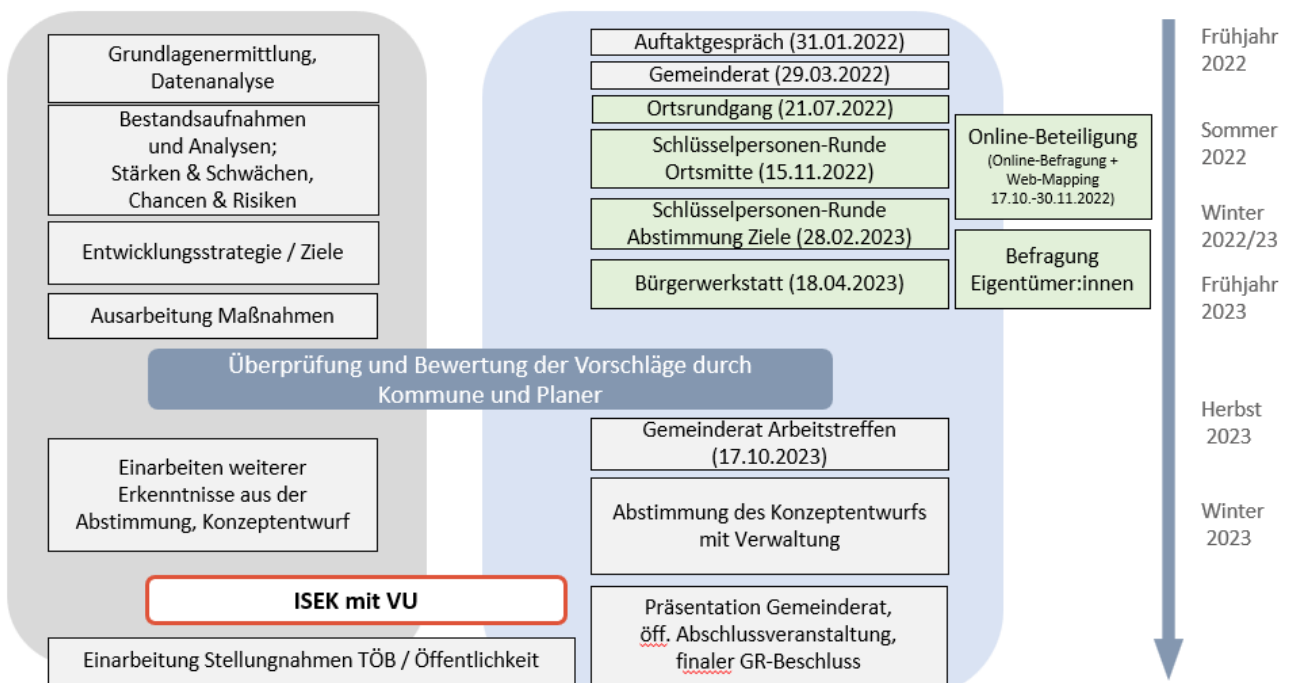 Grundlagenermittlung,
Datenanalyse
Bestandsaufnahmen
und Analysen;
Stärken & Schwächen,
Chancen & Risiken
Entwicklungsstrategie / Ziele
Ausarbeitung Maßnahmen
Auftaktgespräch (31.01.2022)
Gemeinderat (29.03.2022)
Ortsrundgang (21.07.2022)
Schlüsselpersonen-Runde
Ortsmitte (15.11.2022)
Schlüsselpersonen-Runde
Abstimmung Ziele (28.02.2023)
Bürgerwerkstatt (18.04.2023)
Online-Beteiligung
(Online-Befragung +
Web-Mapping
17.10.-30.11.2022)
Befragung
Eigentümer:innen
Überprüfung und Bewertung der Vorschläge durch
Kommune und Planer
Einarbeiten weiterer
Erkenntnisse aus der
Abstimmung, Konzeptentwurf
Gemeinderat Arbeitstreffen
(17.10.2023)
Abstimmung des Konzeptentwurfs
mit Verwaltung
ISEK mit VU
Einarbeitung Stellungnahmen TÖB / Öffentlichkeit
Präsentation Gemeinderat,
öff. Abschlussveranstaltung,
finaler GR-Beschluss
Frühjahr
2022
Sommer
2022
Winter
2022/23
Frühjahr
2023
Herbst
2023
Winter
2023